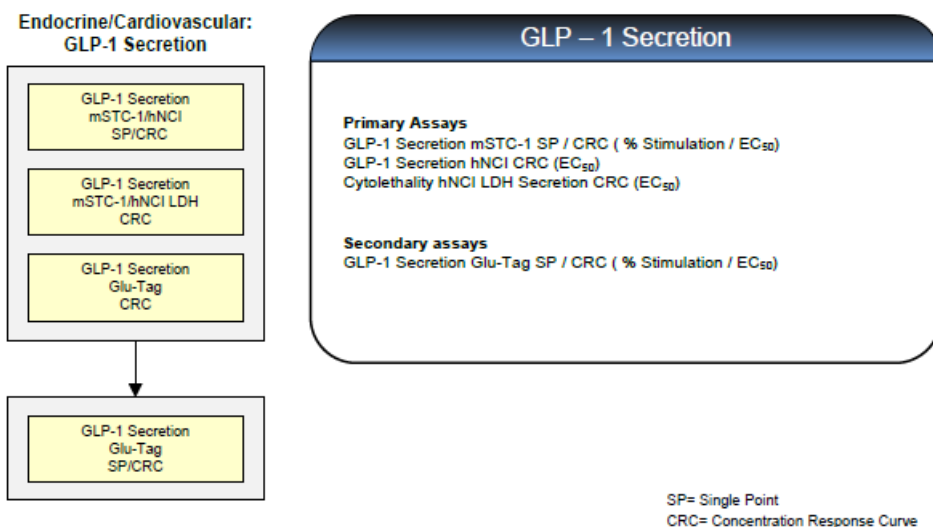 Endocrine/Cardiovascular:
GLP-1 Secretion
GLP-1 Secretion
mSTC-1/hNCI
SP/CRC
GLP-1 Secretion
mSTC-1/hNCI LDH
CRC
GLP-1 Secretion
Glu-Tag
CRC
GLP-1 Secretion
Glu-Tag
SP/CRC
GLP – 1 Secretion
Primary Assays
GLP-1 Secretion mSTC-1 SP / CRC ( % Stimulation / EC₅₀)
GLP-1 Secretion hNCI CRC (EC₅₀)
Cytolethality hNCI LDH Secretion CRC (EC₅₀)
Secondary assays
GLP-1 Secretion Glu-Tag SP / CRC ( % Stimulation / EC₅₀)
SP= Single Point
CRC= Concentration Response Curve